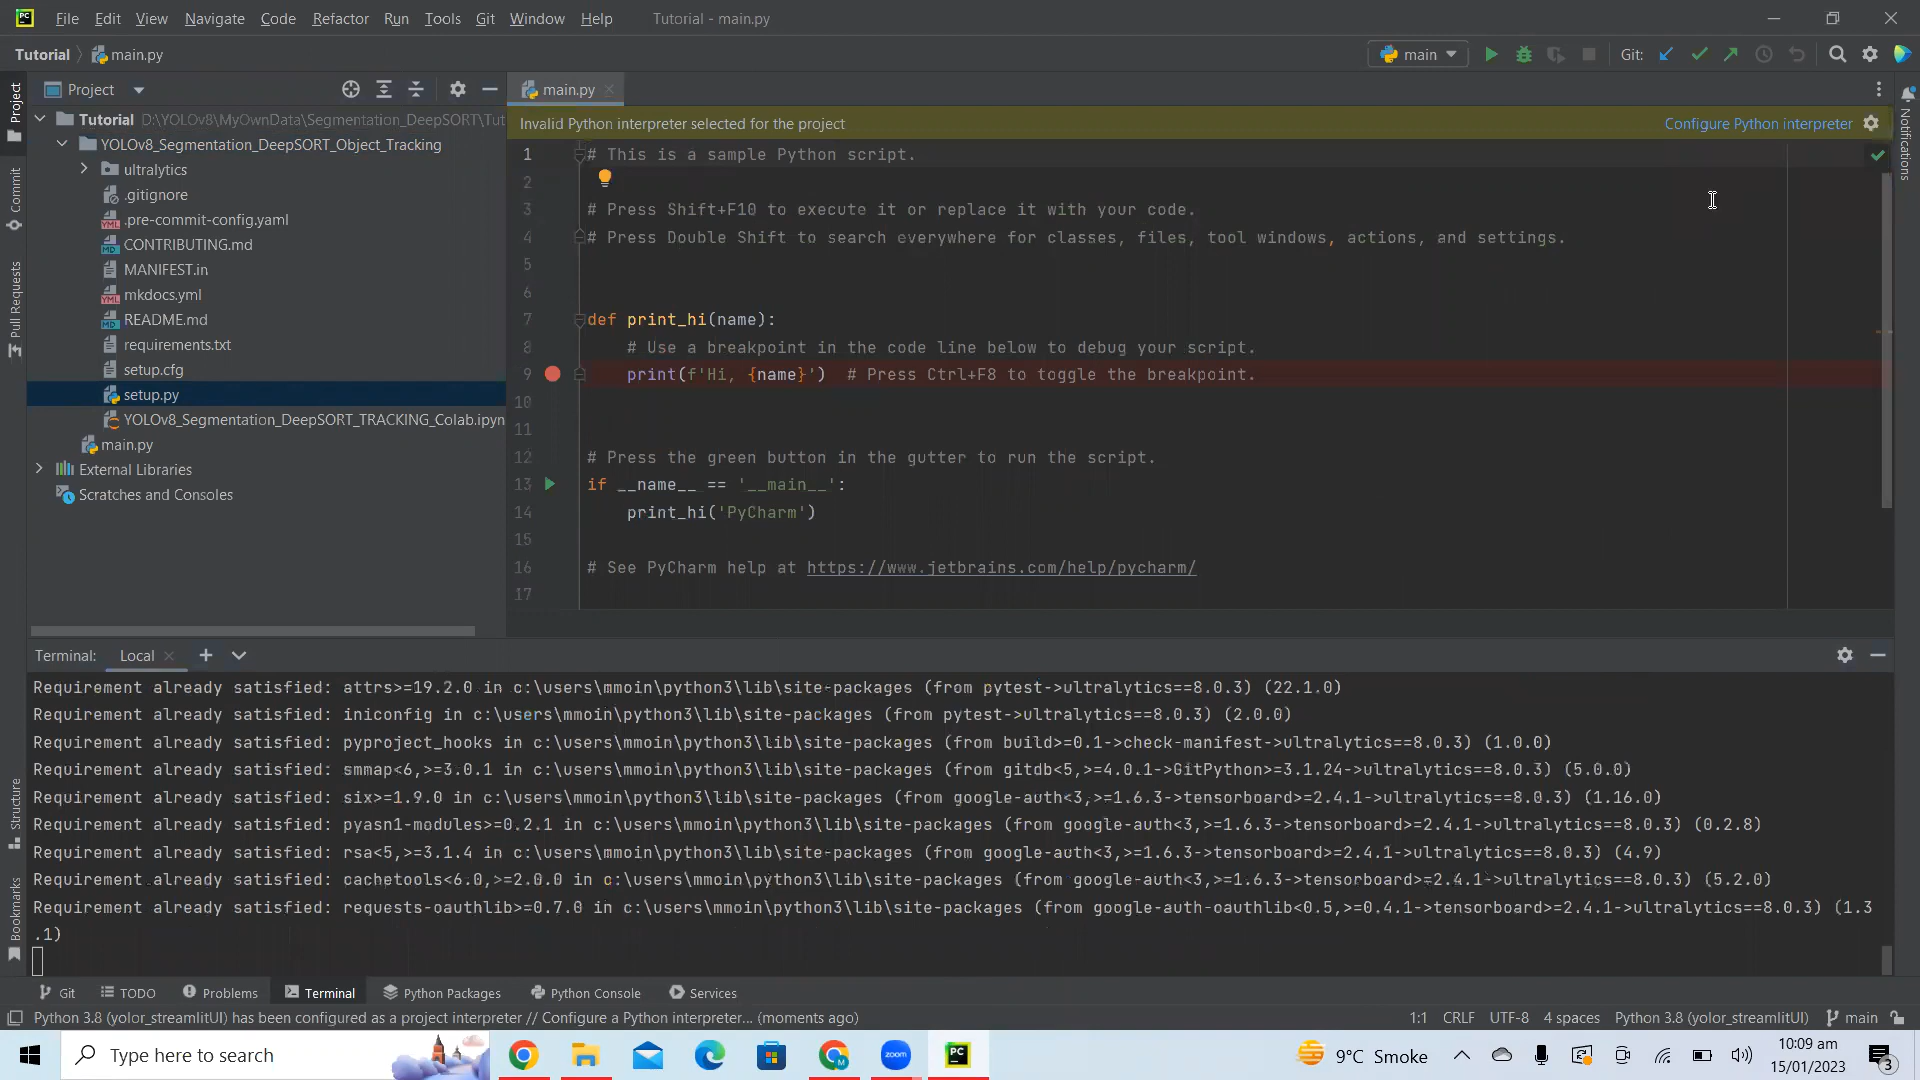 PC File Edit View Navigate Code Refactor Run Tools Git Window Help Tutorial - main.py
Tutorial main.py main Git:
Project main.py
Tutorial D:\YOLOv8\MyOwnData\Segmentation_DeepSORT\Tut
YOLOv8_Segmentation_DeepSORT_Object_Tracking
ultralytics
.gitignore
.pre-commit-config.yaml
CONTRIBUTING.md
MANIFEST.in
mkdocs.yml
README.md
requirements.txt
setup.cfg
setup.py
YOLOv8_Segmentation_DeepSORT_TRACKING_Colab.ipyn
main.py
External Libraries
Scratches and Consoles
Project
Commit
Pull Requests
Structure
Bookmarks
Notifications
Invalid Python interpreter selected for the project Configure Python interpreter
1 # This is a sample Python script.
2
3 # Press Shift+F10 to execute it or replace it with your code.
4 # Press Double Shift to search everywhere for classes, files, tool windows, actions, and settings.
5
6
7 def print_hi(name):
8 # Use a breakpoint in the code line below to debug your script.
9 print(f'Hi, {name}') # Press Ctrl+F8 to toggle the breakpoint.
10
11
12 # Press the green button in the gutter to run the script.
13 if __name__ == '__main__':
14 print_hi('PyCharm')
15
16 # See PyCharm help at https://www.jetbrains.com/help/pycharm/
17
Terminal: Local
Requirement already satisfied: attrs>=19.2.0 in c:\users\mmoin\python3\lib\site-packages (from pytest->ultralytics==8.0.3) (22.1.0)
Requirement already satisfied: iniconfig in c:\users\mmoin\python3\lib\site-packages (from pytest->ultralytics==8.0.3) (2.0.0)
Requirement already satisfied: pyproject_hooks in c:\users\mmoin\python3\lib\site-packages (from build>=0.1->check-manifest->ultralytics==8.0.3) (1.0.0)
Requirement already satisfied: smmap<6,>=3.0.1 in c:\users\mmoin\python3\lib\site-packages (from gitdb<5,>=4.0.1->GitPython>=3.1.24->ultralytics==8.0.3) (5.0.0)
Requirement already satisfied: six>=1.9.0 in c:\users\mmoin\python3\lib\site-packages (from google-auth<3,>=1.6.3->tensorboard>=2.4.1->ultralytics==8.0.3) (1.16.0)
Requirement already satisfied: pyasn1-modules>=0.2.1 in c:\users\mmoin\python3\lib\site-packages (from google-auth<3,>=1.6.3->tensorboard>=2.4.1->ultralytics==8.0.3) (0.2.8)
Requirement already satisfied: rsa<5,>=3.1.4 in c:\users\mmoin\python3\lib\site-packages (from google-auth<3,>=1.6.3->tensorboard>=2.4.1->ultralytics==8.0.3) (4.9)
Requirement already satisfied: cachetools<6.0,>=2.0.0 in c:\users\mmoin\python3\lib\site-packages (from google-auth<3,>=1.6.3->tensorboard>=2.4.1->ultralytics==8.0.3) (5.2.0)
Requirement already satisfied: requests-oauthlib>=0.7.0 in c:\users\mmoin\python3\lib\site-packages (from google-auth-oauthlib<0.5,>=0.4.1->tensorboard>=2.4.1->ultralytics==8.0.3) (1.3
.1)
Git TODO Problems Terminal Python Packages Python Console Services
Python 3.8 (yolor_streamlitUI) has been configured as a project interpreter // Configure a Python interpreter... (moments ago) 1:1 CRLF UTF-8 4 spaces Python 3.8 (yolor_streamlitUI) main
Type here to search zoom PC 9°C Smoke 10:09 am
15/01/2023 3